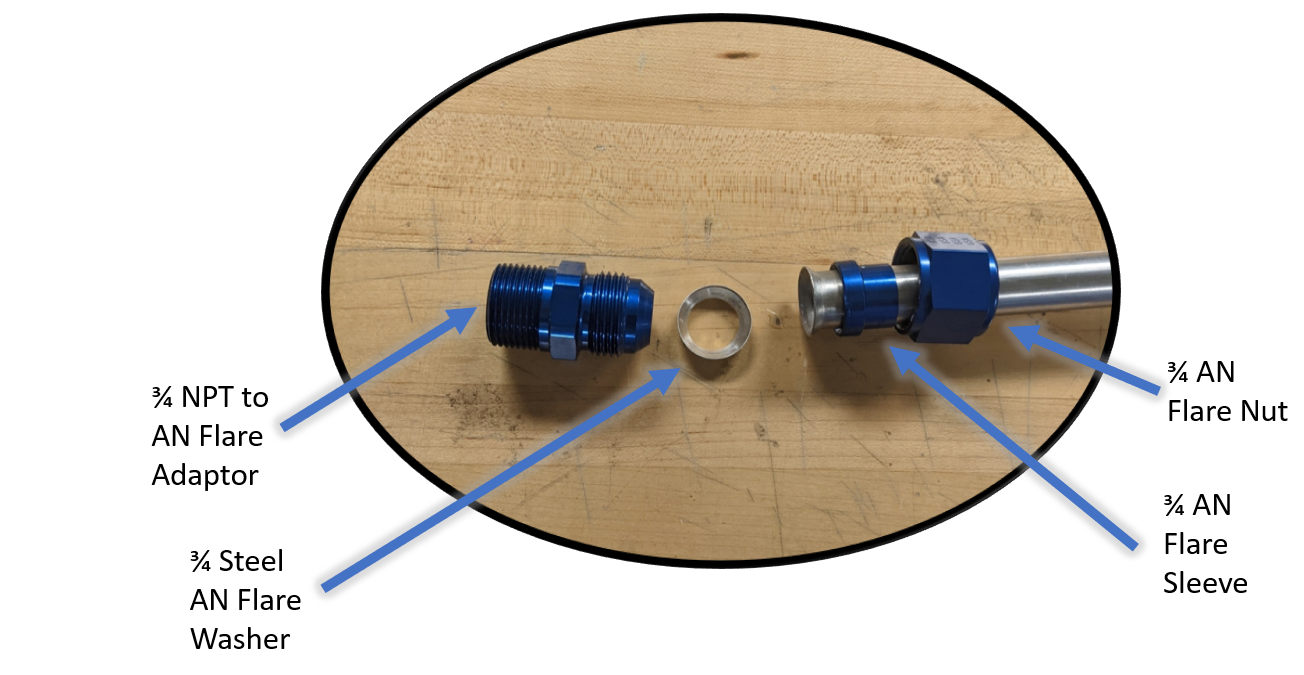 ¾ NPT to
AN Flare
Adaptor
¾ Steel
AN Flare
Washer
¾ AN
Flare Nut
¾ AN
Flare
Sleeve